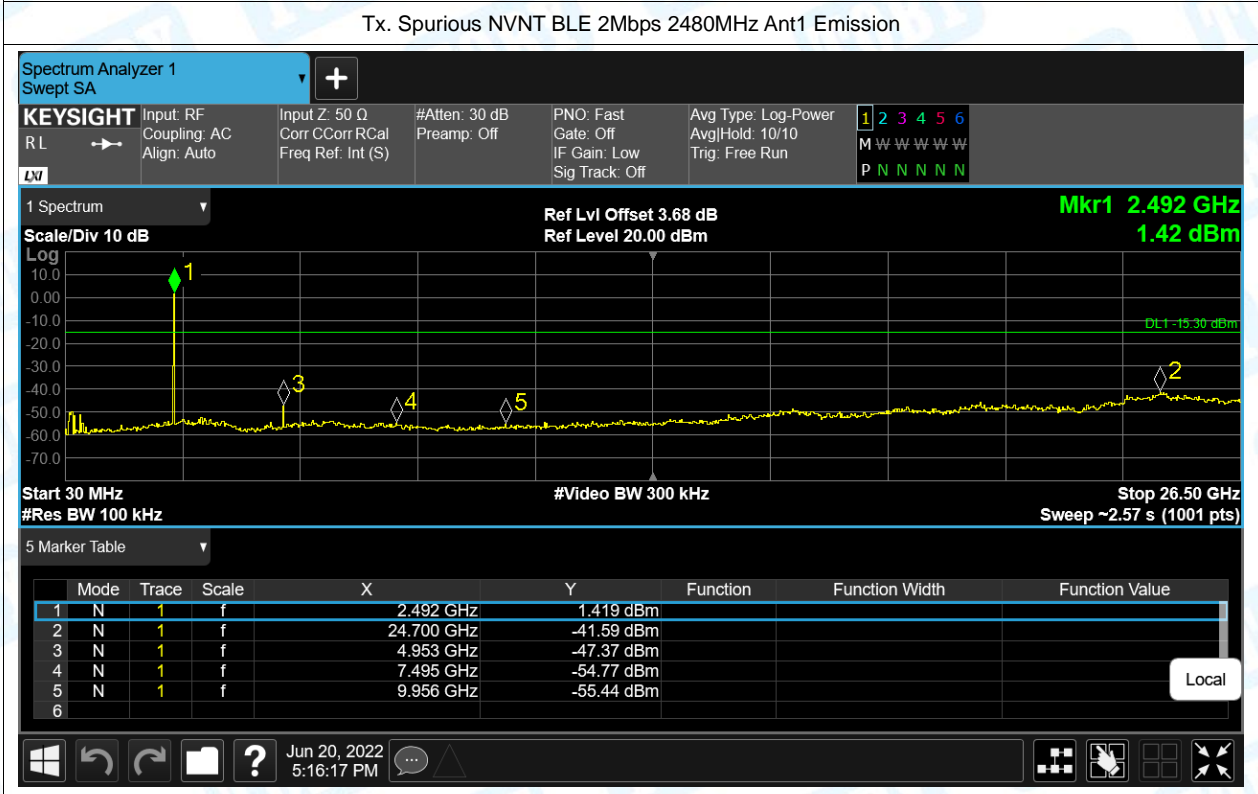 Tx. Spurious NVNT BLE 2Mbps 2480MHz Ant1 Emission
Spectrum Analyzer 1
Swept SA
KEYSIGHT
RL
LXI
Input: RF
Coupling: AC
Align: Auto
Input Z: 50 Ω
Corr CCorr RCal
Freq Ref: Int (S)
#Atten: 30 dB
Preamp: Off
PNO: Fast
Gate: Off
IF Gain: Low
Sig Track: Off
Avg Type: Log-Power
Avg|Hold: 10/10
Trig: Free Run
1 2 3 4 5 6
M W W W W W
P N N N N N
1 Spectrum
Scale/Div 10 dB
Ref Lvl Offset 3.68 dB
Ref Level 20.00 dBm
Mkr1 2.492 GHz
1.42 dBm
Log
10.0
0.00
-10.0
-20.0
-30.0
-40.0
-50.0
-60.0
-70.0
1
3
4
5
2
DL1 -15.30 dBm
Start 30 MHz
#Video BW 300 kHz
Stop 26.50 GHz
#Res BW 100 kHz
Sweep ~2.57 s (1001 pts)
5 Marker Table
Mode Trace Scale X Y Function Function Width Function Value
1 N 1 f 2.492 GHz 1.419 dBm
2 N 1 f 24.700 GHz -41.59 dBm
3 N 1 f 4.953 GHz -47.37 dBm
4 N 1 f 7.495 GHz -54.77 dBm
5 N 1 f 9.956 GHz -55.44 dBm
6
Local
?
Jun 20, 2022
5:16:17 PM